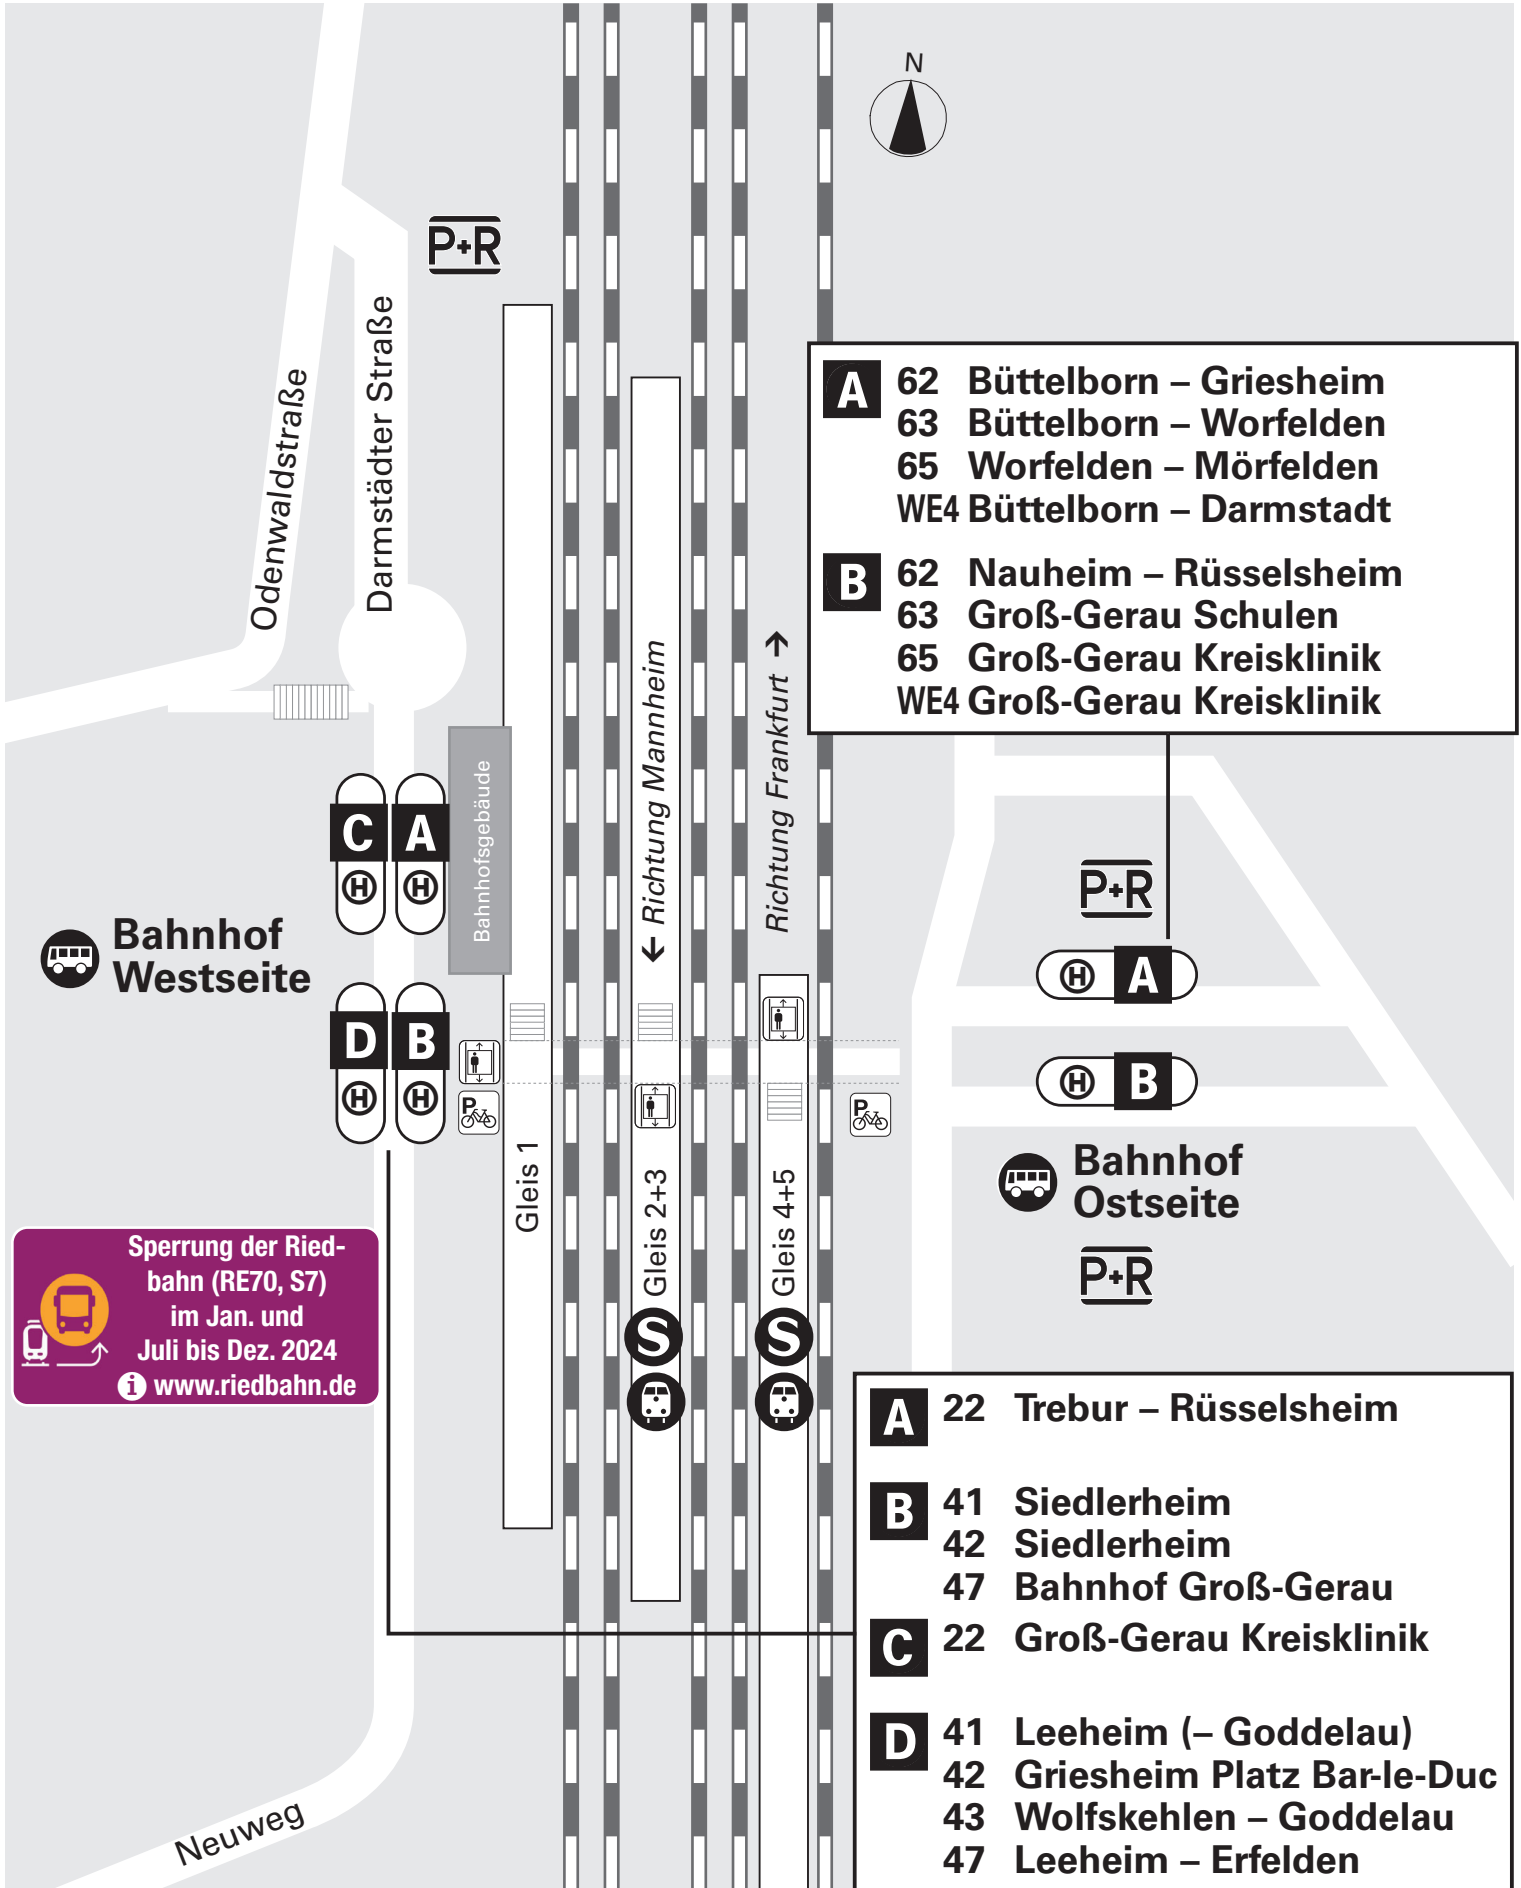 N
P+R
Odenwaldstraße
Darmstädter Straße
A 62 Büttelborn – Griesheim
63 Büttelborn – Worfelden
65 Worfelden – Mörfelden
WE4 Büttelborn – Darmstadt
B 62 Nauheim – Rüsselsheim
63 Groß-Gerau Schulen
65 Groß-Gerau Kreisklinik
WE4 Groß-Gerau Kreisklinik
← Richtung Mannheim
Richtung Frankfurt →
Bahnhofsgebäude
C A
H H
Bahnhof
Westseite
D B
H H
P
P+R
H A
H B
P
Bahnhof
Ostseite
P+R
Gleis 1
Gleis 2+3
Gleis 4+5
S S
Sperrung der Ried-
bahn (RE70, S7)
im Jan. und
Juli bis Dez. 2024
i www.riedbahn.de
A 22 Trebur – Rüsselsheim
B 41 Siedlerheim
42 Siedlerheim
47 Bahnhof Groß-Gerau
C 22 Groß-Gerau Kreisklinik
D 41 Leeheim (– Goddelau)
42 Griesheim Platz Bar-le-Duc
43 Wolfskehlen – Goddelau
47 Leeheim – Erfelden
Neuweg